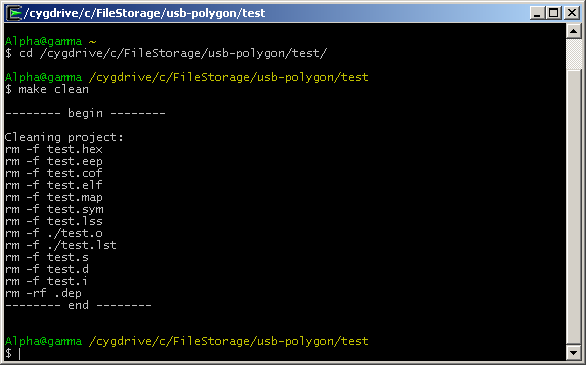 /cygdrive/c/FileStorage/usb-polygon/test
Alpha@gamma ~
$ cd /cygdrive/c/FileStorage/usb-polygon/test/
Alpha@gamma /cygdrive/c/FileStorage/usb-polygon/test
$ make clean
-------- begin --------
Cleaning project:
rm -f test.hex
rm -f test.eep
rm -f test.cof
rm -f test.elf
rm -f test.map
rm -f test.sym
rm -f test.lss
rm -f ./test.o
rm -f ./test.lst
rm -f test.s
rm -f test.d
rm -f test.i
rm -rf .dep
-------- end --------
Alpha@gamma /cygdrive/c/FileStorage/usb-polygon/test
$